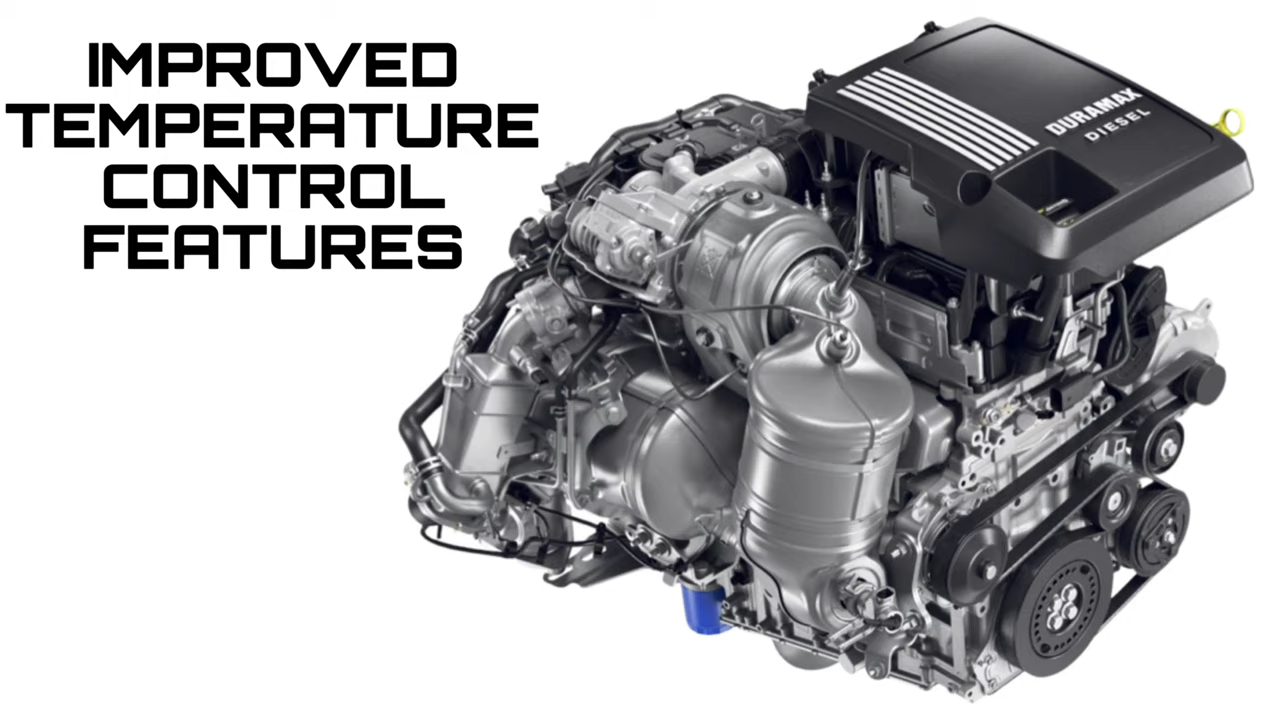 IMPROVED
TEMPERATURE
CONTROL
FEATURES
DURAMAX
DIESEL